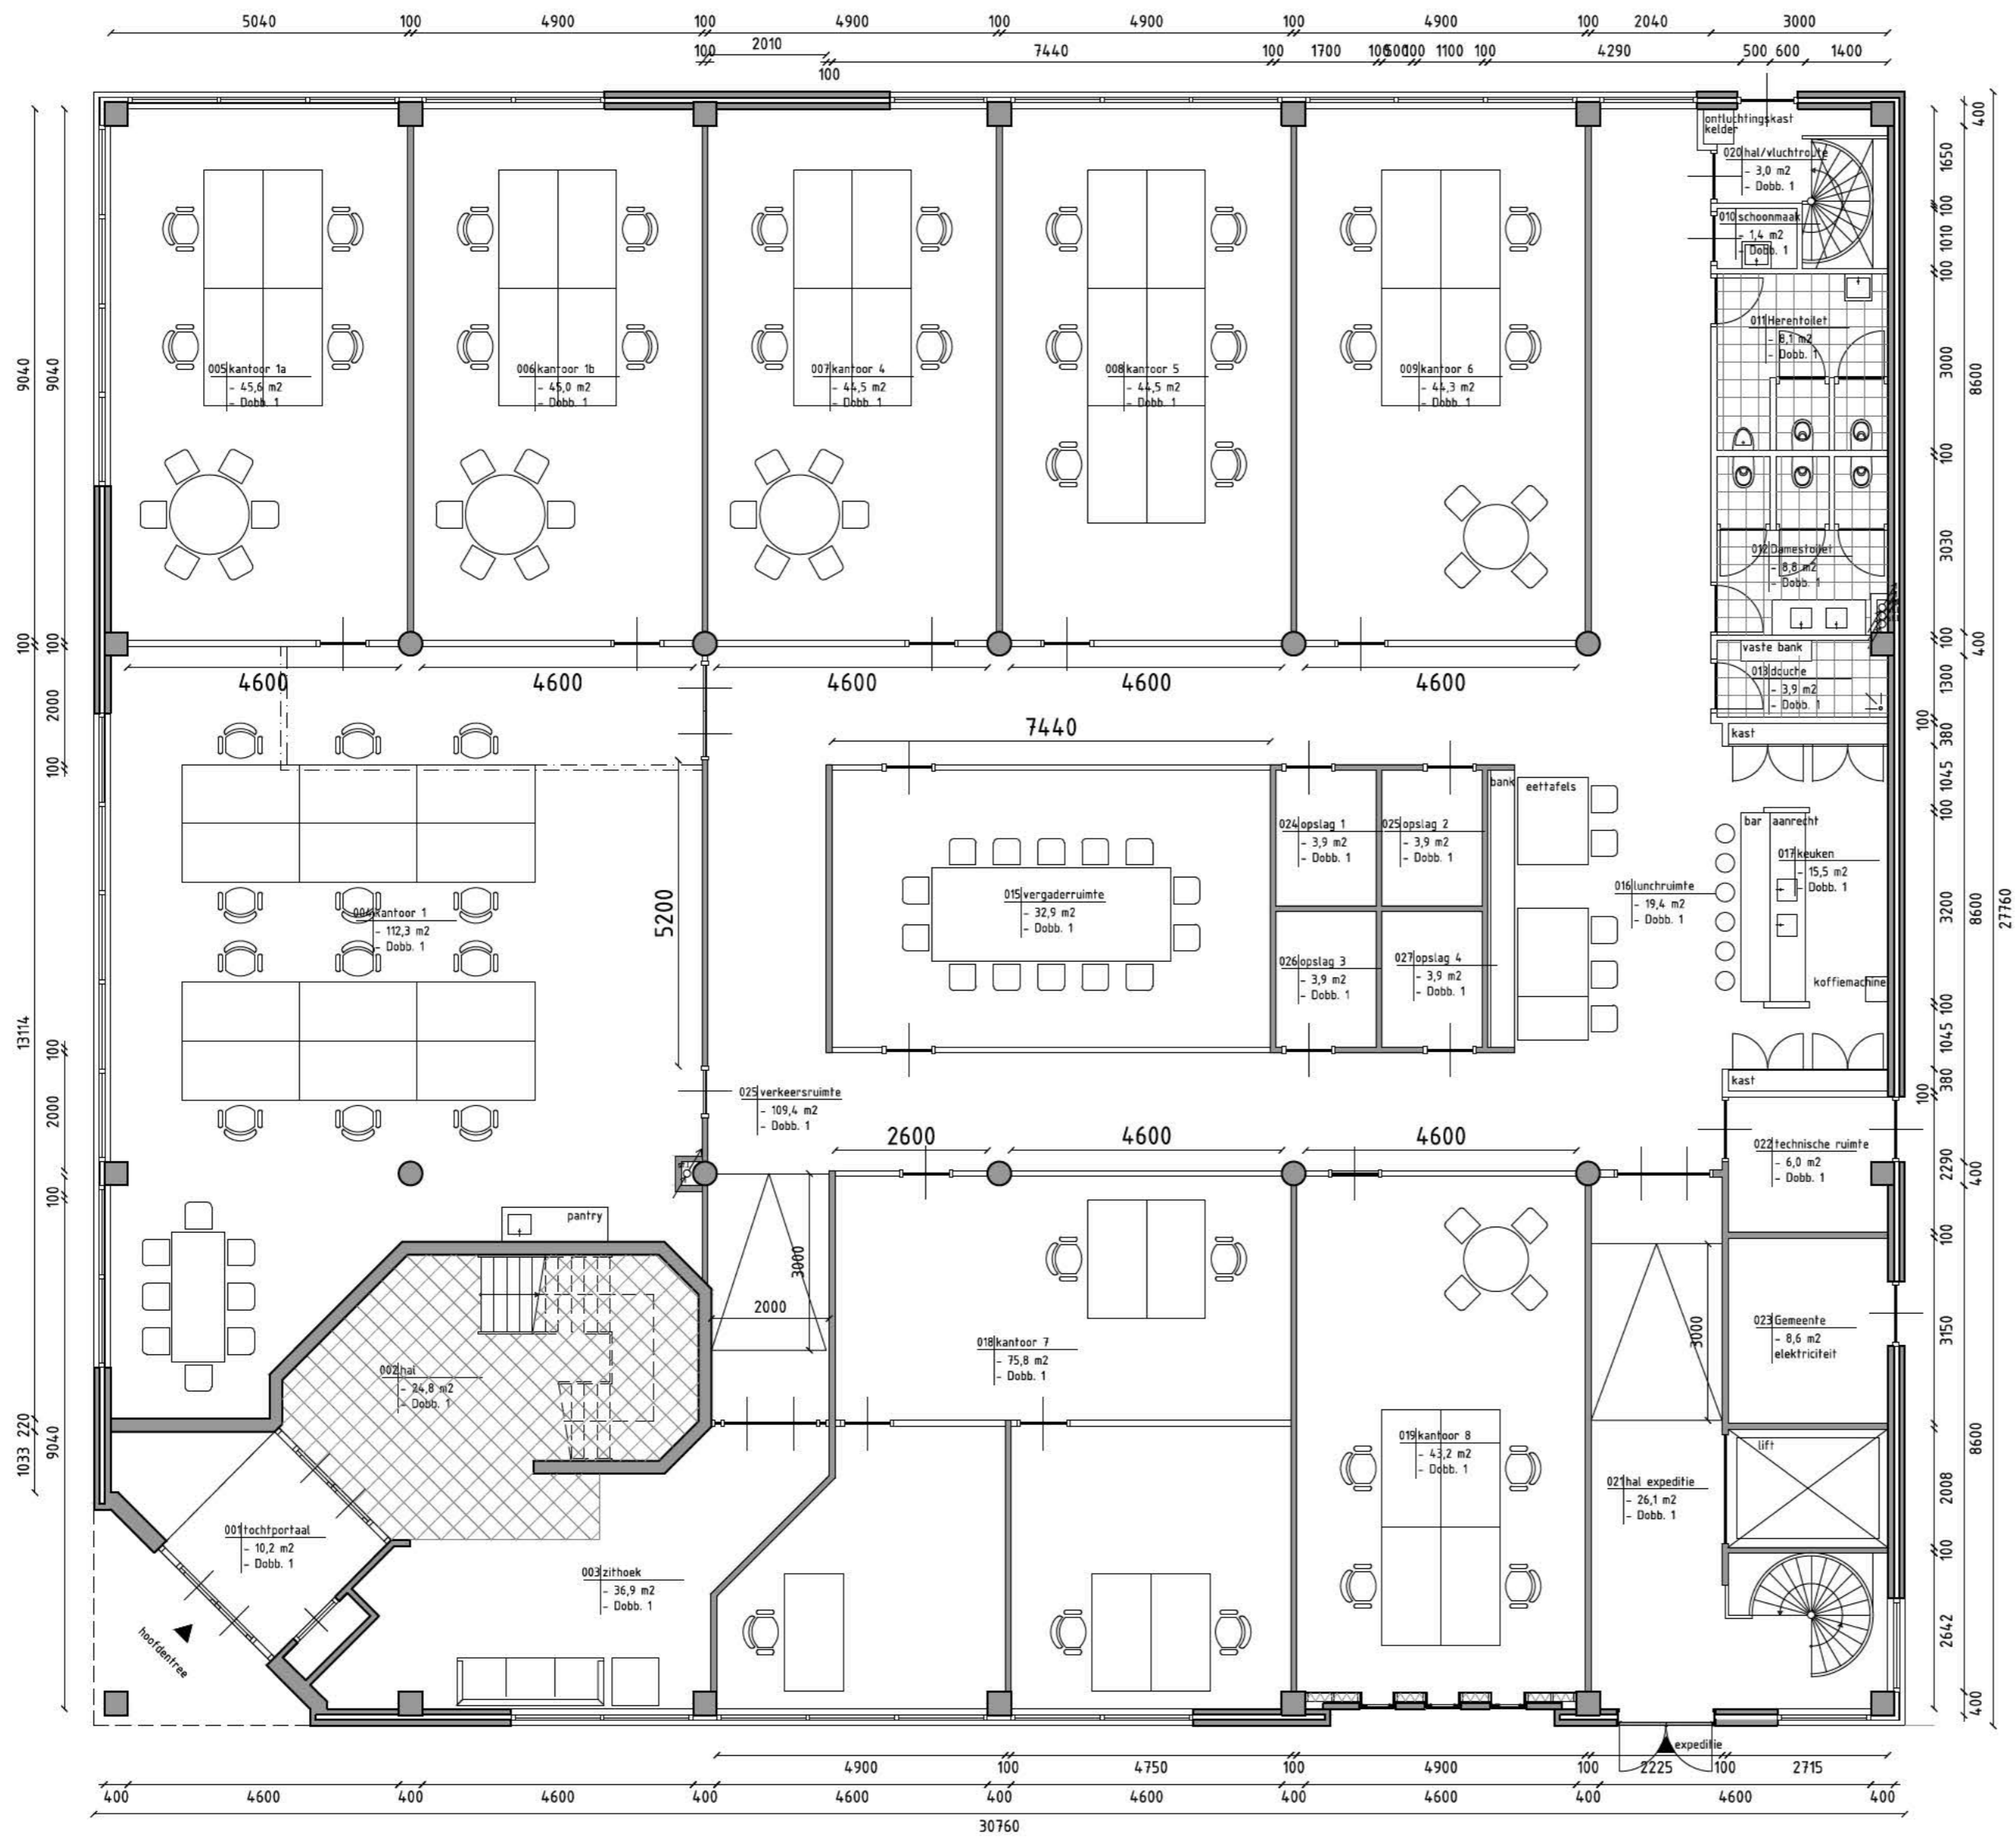 5040 100 4900 100 4900 100 4900 100 4900 100 2040 3000
100 2010 7440 100 1700 100 500 100 1100 100 4290 500 600 1400
100
ontluchtingskast
kelder
020 hal/vluchtroute
- 3,0 m2
- Dobb. 1
010 schoonmaak
- 1,4 m2
- Dobb. 1
011 Herentoilet
- 8,1 m2
- Dobb. 1
005 kantoor 1a
- 45,6 m2
- Dobb. 1
006 kantoor 1b
- 45,0 m2
- Dobb. 1
007 kantoor 4
- 44,5 m2
- Dobb. 1
008 kantoor 5
- 44,5 m2
- Dobb. 1
009 kantoor 6
- 44,3 m2
- Dobb. 1
012 Damestoilet
- 8,8 m2
- Dobb. 1
vaste bank
013 douche
- 3,9 m2
- Dobb. 1
kast
4600 4600 4600 4600 4600
7440
5200
bank
eettafels
024 opslag 1
- 3,9 m2
- Dobb. 1
025 opslag 2
- 3,9 m2
- Dobb. 1
bar aanrecht
017 keuken
- 15,5 m2
- Dobb. 1
004 kantoor 1
- 112,3 m2
- Dobb. 1
015 vergaderruimte
- 32,9 m2
- Dobb. 1
016 lunchruimte
- 19,4 m2
- Dobb. 1
026 opslag 3
- 3,9 m2
- Dobb. 1
027 opslag 4
- 3,9 m2
- Dobb. 1
koffiemachine
kast
025 verkeersruimte
- 109,4 m2
- Dobb. 1
2600 4600 4600
022 technische ruimte
- 6,0 m2
- Dobb. 1
pantry
3000
2000
018 kantoor 7
- 75,8 m2
- Dobb. 1
3000
023 Gemeente
- 8,6 m2
elektriciteit
002 hal
- 24,8 m2
- Dobb. 1
019 kantoor 8
- 43,2 m2
- Dobb. 1
lift
021 hal expeditie
- 26,1 m2
- Dobb. 1
001 tochtportaal
- 10,2 m2
- Dobb. 1
003 zithoek
- 36,9 m2
- Dobb. 1
hoofdentree
expeditie
9040 100 13114 220 1033
9040 100 2000 100 100 2000 100 9040
1650 100 1010 100 3000 100 3030 100 1300 100 380 1045 100 3200 100 1045 380 100 2290 100 3150 2008 100 2642
400 8600 400 8600 400 8600 400
27760
4900 100 4750 100 4900 100 2225 100 2715
400 4600 400 4600 400 4600 400 4600 400 4600 400 4600 400
30760